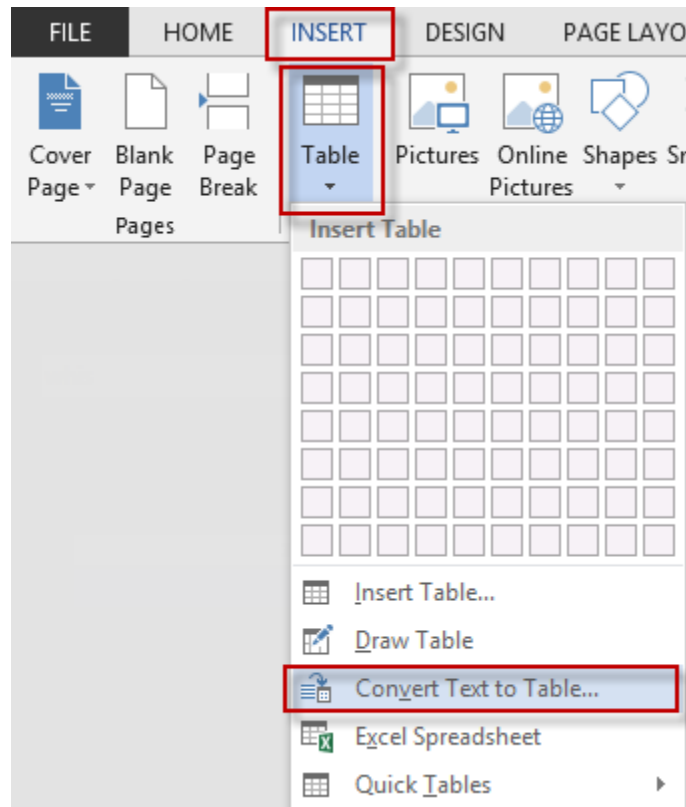 FILE HOME INSERT DESIGN PAGE LAYO
Cover Blank Page Table Pictures Online Shapes Sr
Page Page Break Pictures
Pages
Insert Table
Insert Table...
Draw Table
Convert Text to Table...
Excel Spreadsheet
Quick Tables